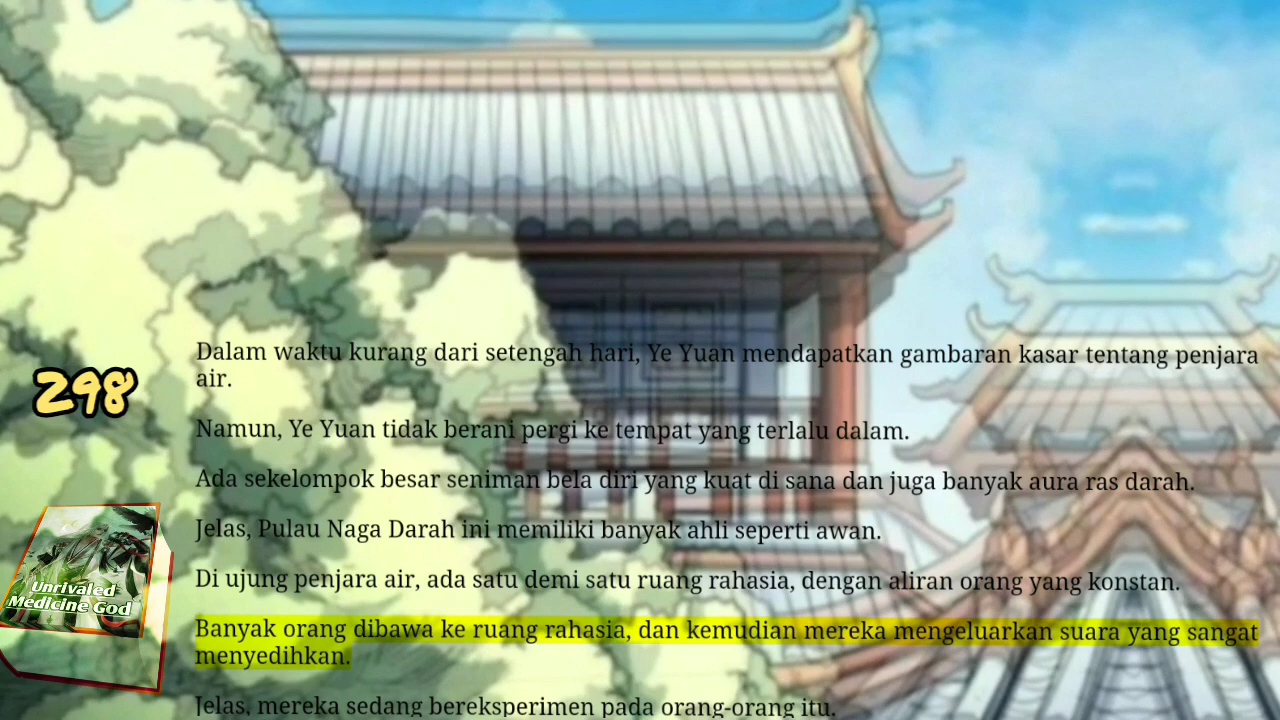 Dalam waktu kurang dari setengah hari, Ye Yuan mendapatkan gambaran kasar tentang penjara
air.
Namun, Ye Yuan tidak berani pergi ke tempat yang terlalu dalam.
Ada sekelompok besar seniman bela diri yang kuat di sana dan juga banyak aura ras darah.
298
Jelas, Pulau Naga Darah ini memiliki banyak ahli seperti awan.
Di ujung penjara air, ada satu demi satu ruang rahasia, dengan aliran orang yang konstan.
Unrivaled
Medicine God
Banyak orang dibawa ke ruang rahasia, dan kemudian mereka mengeluarkan suara yang sangat
menyedihkan.
Jelas, mereka sedang bereksperimen pada orang-orang itu.